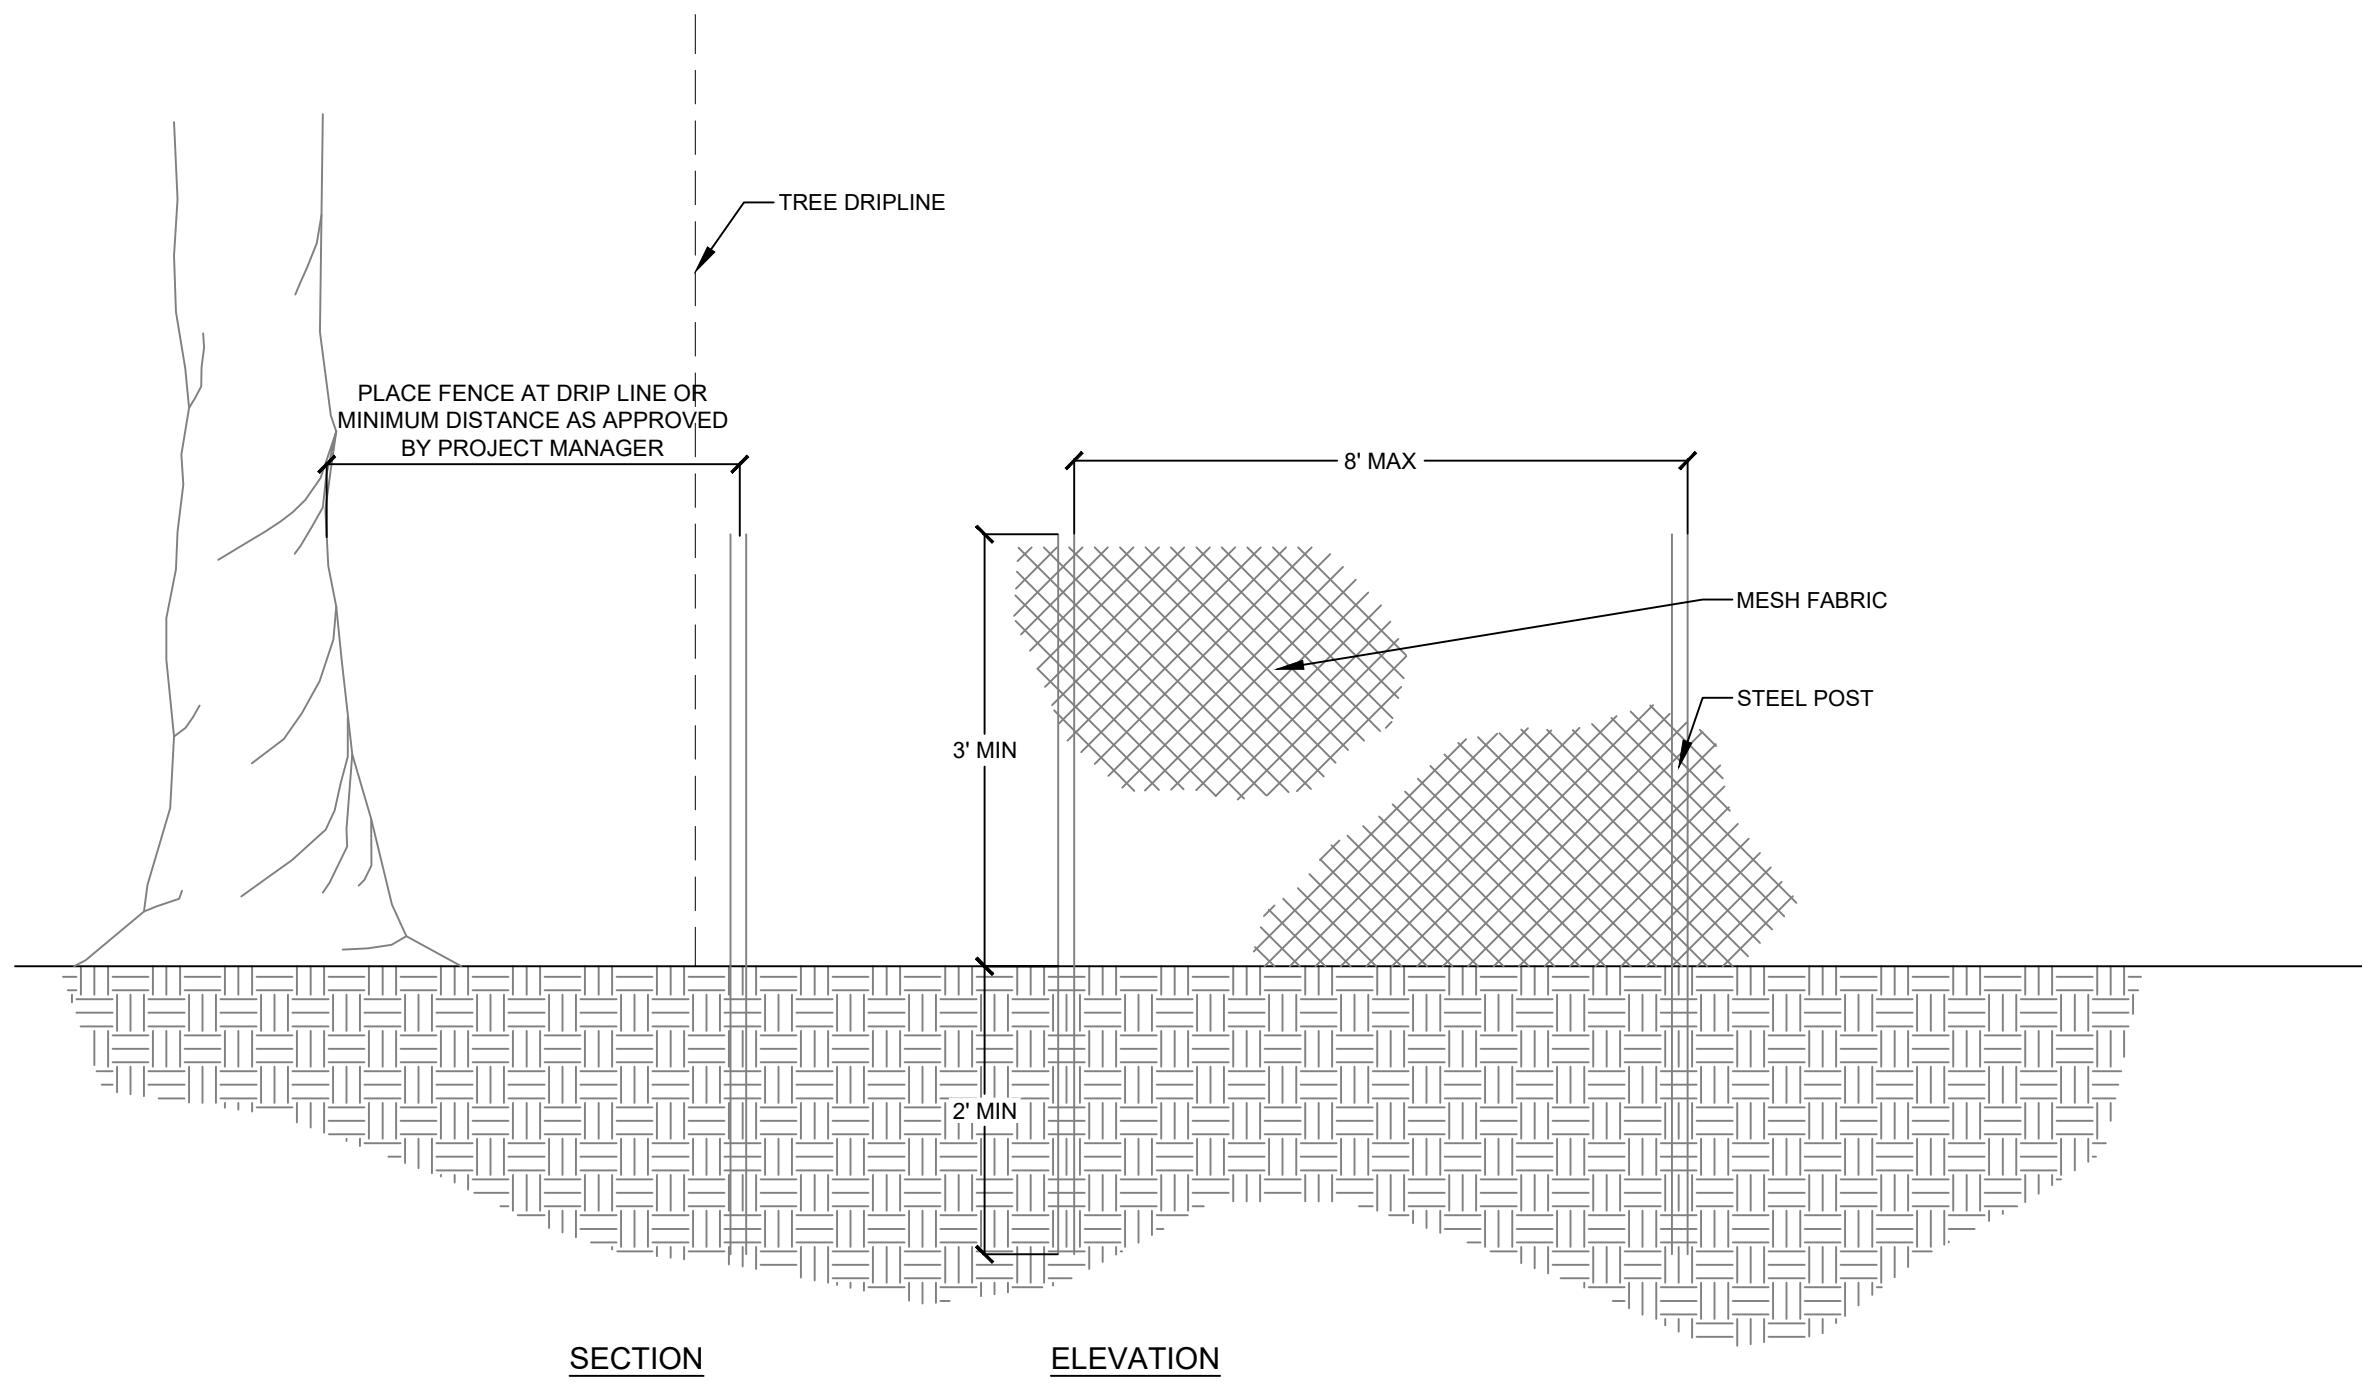 TREE DRIPLINE
PLACE FENCE AT DRIP LINE OR
MINIMUM DISTANCE AS APPROVED
BY PROJECT MANAGER
8' MAX
MESH FABRIC
STEEL POST
3' MIN
2' MIN
SECTION
ELEVATION